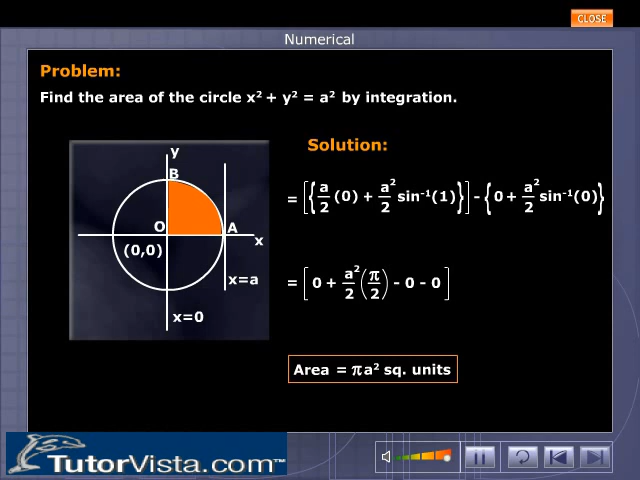 CLOSE
Numerical
Problem:
Find the area of the circle x² + y² = a² by integration.
Solution:
y
B
O
A
x
(0,0)
x=a
x=0
= [{a/2 (0) + a²/2 sin⁻¹(1)}] - {0 + a²/2 sin⁻¹(0)}
= [0 + a²/2 (π/2) - 0 - 0]
Area = πa² sq. units
TutorVista.com™